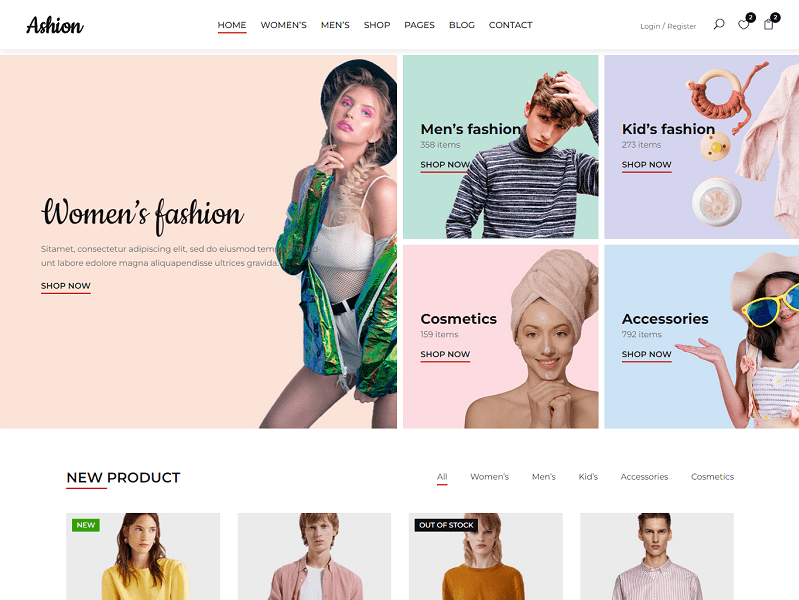 Ashion
HOME WOMEN'S MEN'S SHOP PAGES BLOG CONTACT
Login / Register
2
2
Women's fashion
Sitamet, consectetur adipiscing elit, sed do eiusmod
unt labore edolore magna aliquapendisse ultrices gravida.
SHOP NOW
Men's fashion
358 items
SHOP NOW
Kid's fashion
273 items
SHOP NOW
Cosmetics
159 items
SHOP NOW
Accessories
792 items
SHOP NOW
NEW PRODUCT
All Women's Men's Kid's Accessories Cosmetics
NEW
OUT OF STOCK